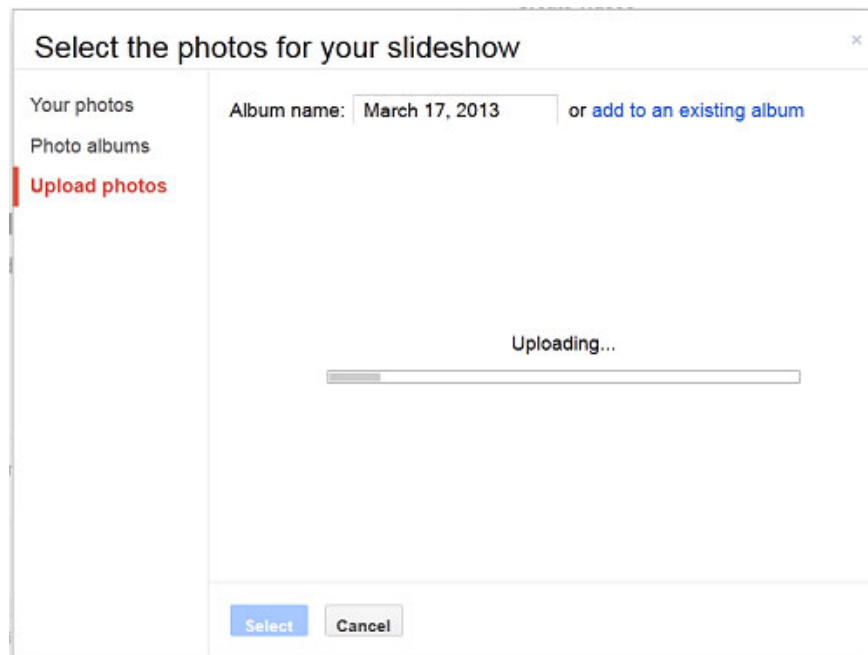 Select the photos for your slideshow
×
Your photos
Photo albums
Upload photos
Album name: March 17, 2013 or add to an existing album
Uploading...
Select Cancel